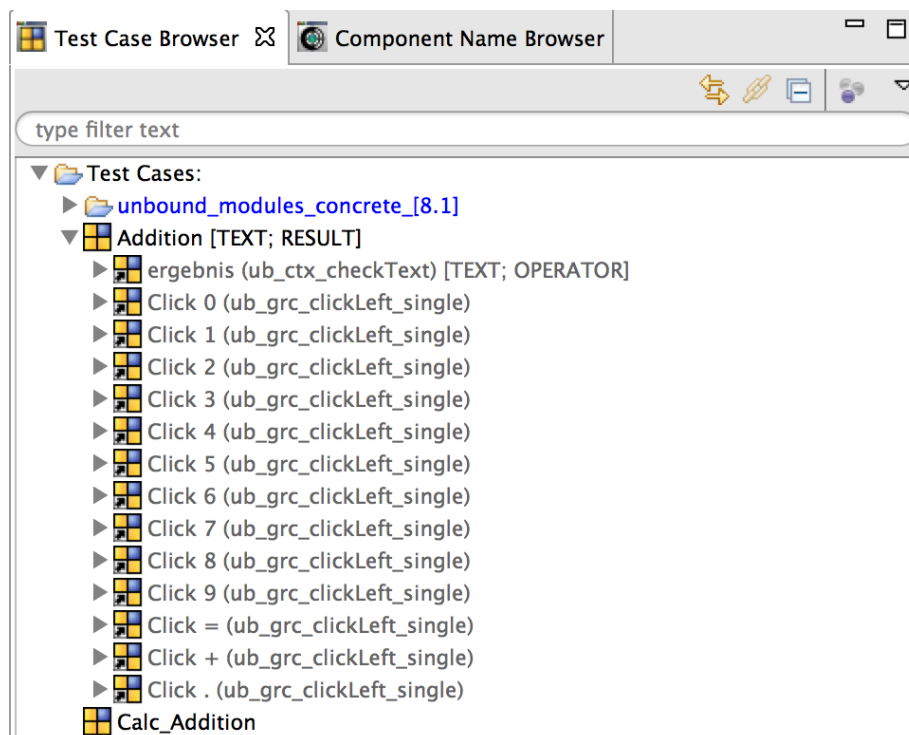 Test Case Browser Component Name Browser
type filter text
Test Cases:
unbound_modules_concrete_[8.1]
Addition [TEXT; RESULT]
ergebnis (ub_ctx_checkText) [TEXT; OPERATOR]
Click 0 (ub_grc_clickLeft_single)
Click 1 (ub_grc_clickLeft_single)
Click 2 (ub_grc_clickLeft_single)
Click 3 (ub_grc_clickLeft_single)
Click 4 (ub_grc_clickLeft_single)
Click 5 (ub_grc_clickLeft_single)
Click 6 (ub_grc_clickLeft_single)
Click 7 (ub_grc_clickLeft_single)
Click 8 (ub_grc_clickLeft_single)
Click 9 (ub_grc_clickLeft_single)
Click = (ub_grc_clickLeft_single)
Click + (ub_grc_clickLeft_single)
Click . (ub_grc_clickLeft_single)
Calc_Addition